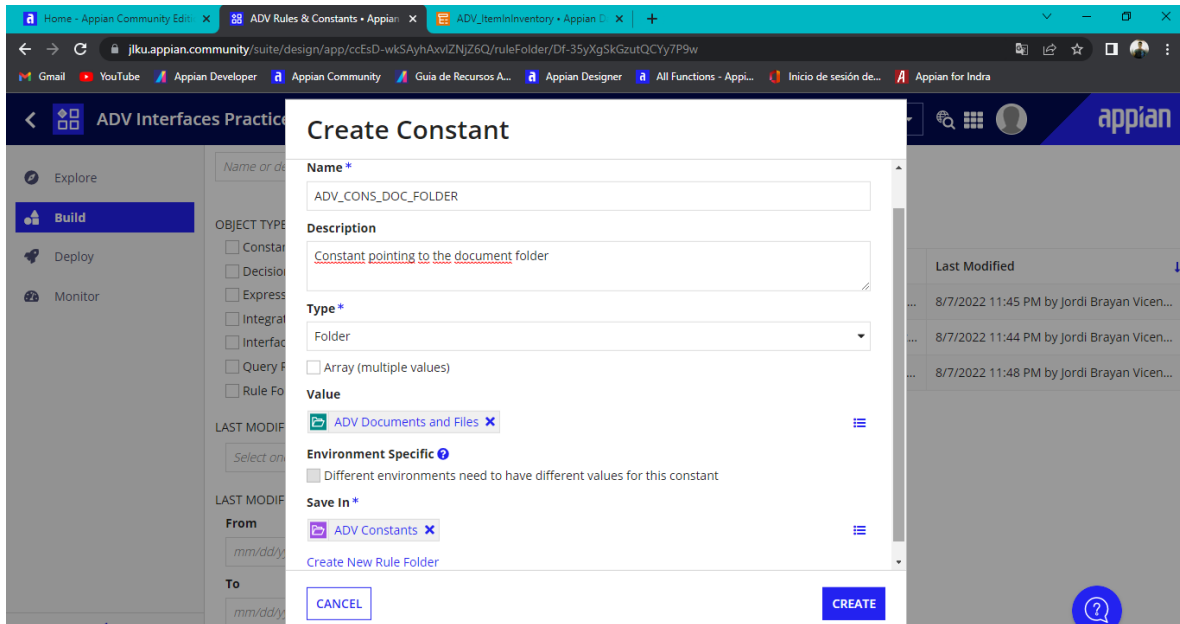 Home - Appian Community Editi
ADV Rules & Constants • Appian
ADV_ItemInInventory • Appian D
jlku.appian.community/suite/design/app/ccEsD-wkSAyhAxvIZNjZ6Q/ruleFolder/Df-35yXgSkGzutQCYy7P9w
Gmail YouTube Appian Developer Appian Community Guia de Recursos A... Appian Designer All Functions - Appi... Inicio de sesión de... Appian for Indra
ADV Interfaces Practice
appian
Explore
Build
Deploy
Monitor
Name or de
OBJECT TYPE
Constan
Decisio
Express
Integrat
Interfac
Query R
Rule Fo
LAST MODIF
Select one
LAST MODIF
From
mm/dd/y
To
mm/dd/y
Create Constant
Name *
ADV_CONS_DOC_FOLDER
Description
Constant pointing to the document folder
Type *
Folder
Array (multiple values)
Value
ADV Documents and Files
Environment Specific
Different environments need to have different values for this constant
Save In *
ADV Constants
Create New Rule Folder
CANCEL
CREATE
Last Modified
... 8/7/2022 11:45 PM by Jordi Brayan Vicen...
... 8/7/2022 11:44 PM by Jordi Brayan Vicen...
... 8/7/2022 11:48 PM by Jordi Brayan Vicen...